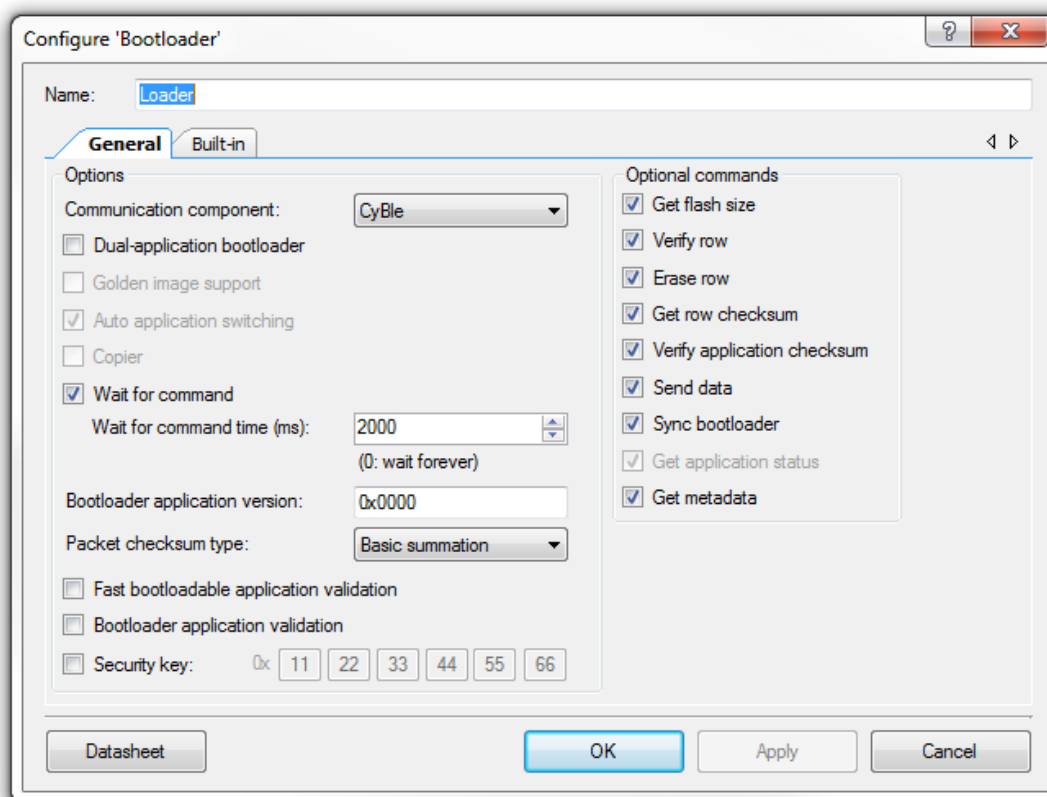 Configure 'Bootloader'
?
Name: Loader
General Built-in
Options
Communication component: CyBle
Dual-application bootloader
Golden image support
Auto application switching
Copier
Wait for command
Wait for command time (ms): 2000
(0: wait forever)
Bootloader application version: 0x0000
Packet checksum type: Basic summation
Fast bootloadable application validation
Bootloader application validation
Security key: 0x 11 22 33 44 55 66
Optional commands
Get flash size
Verify row
Erase row
Get row checksum
Verify application checksum
Send data
Sync bootloader
Get application status
Get metadata
Datasheet OK Apply Cancel